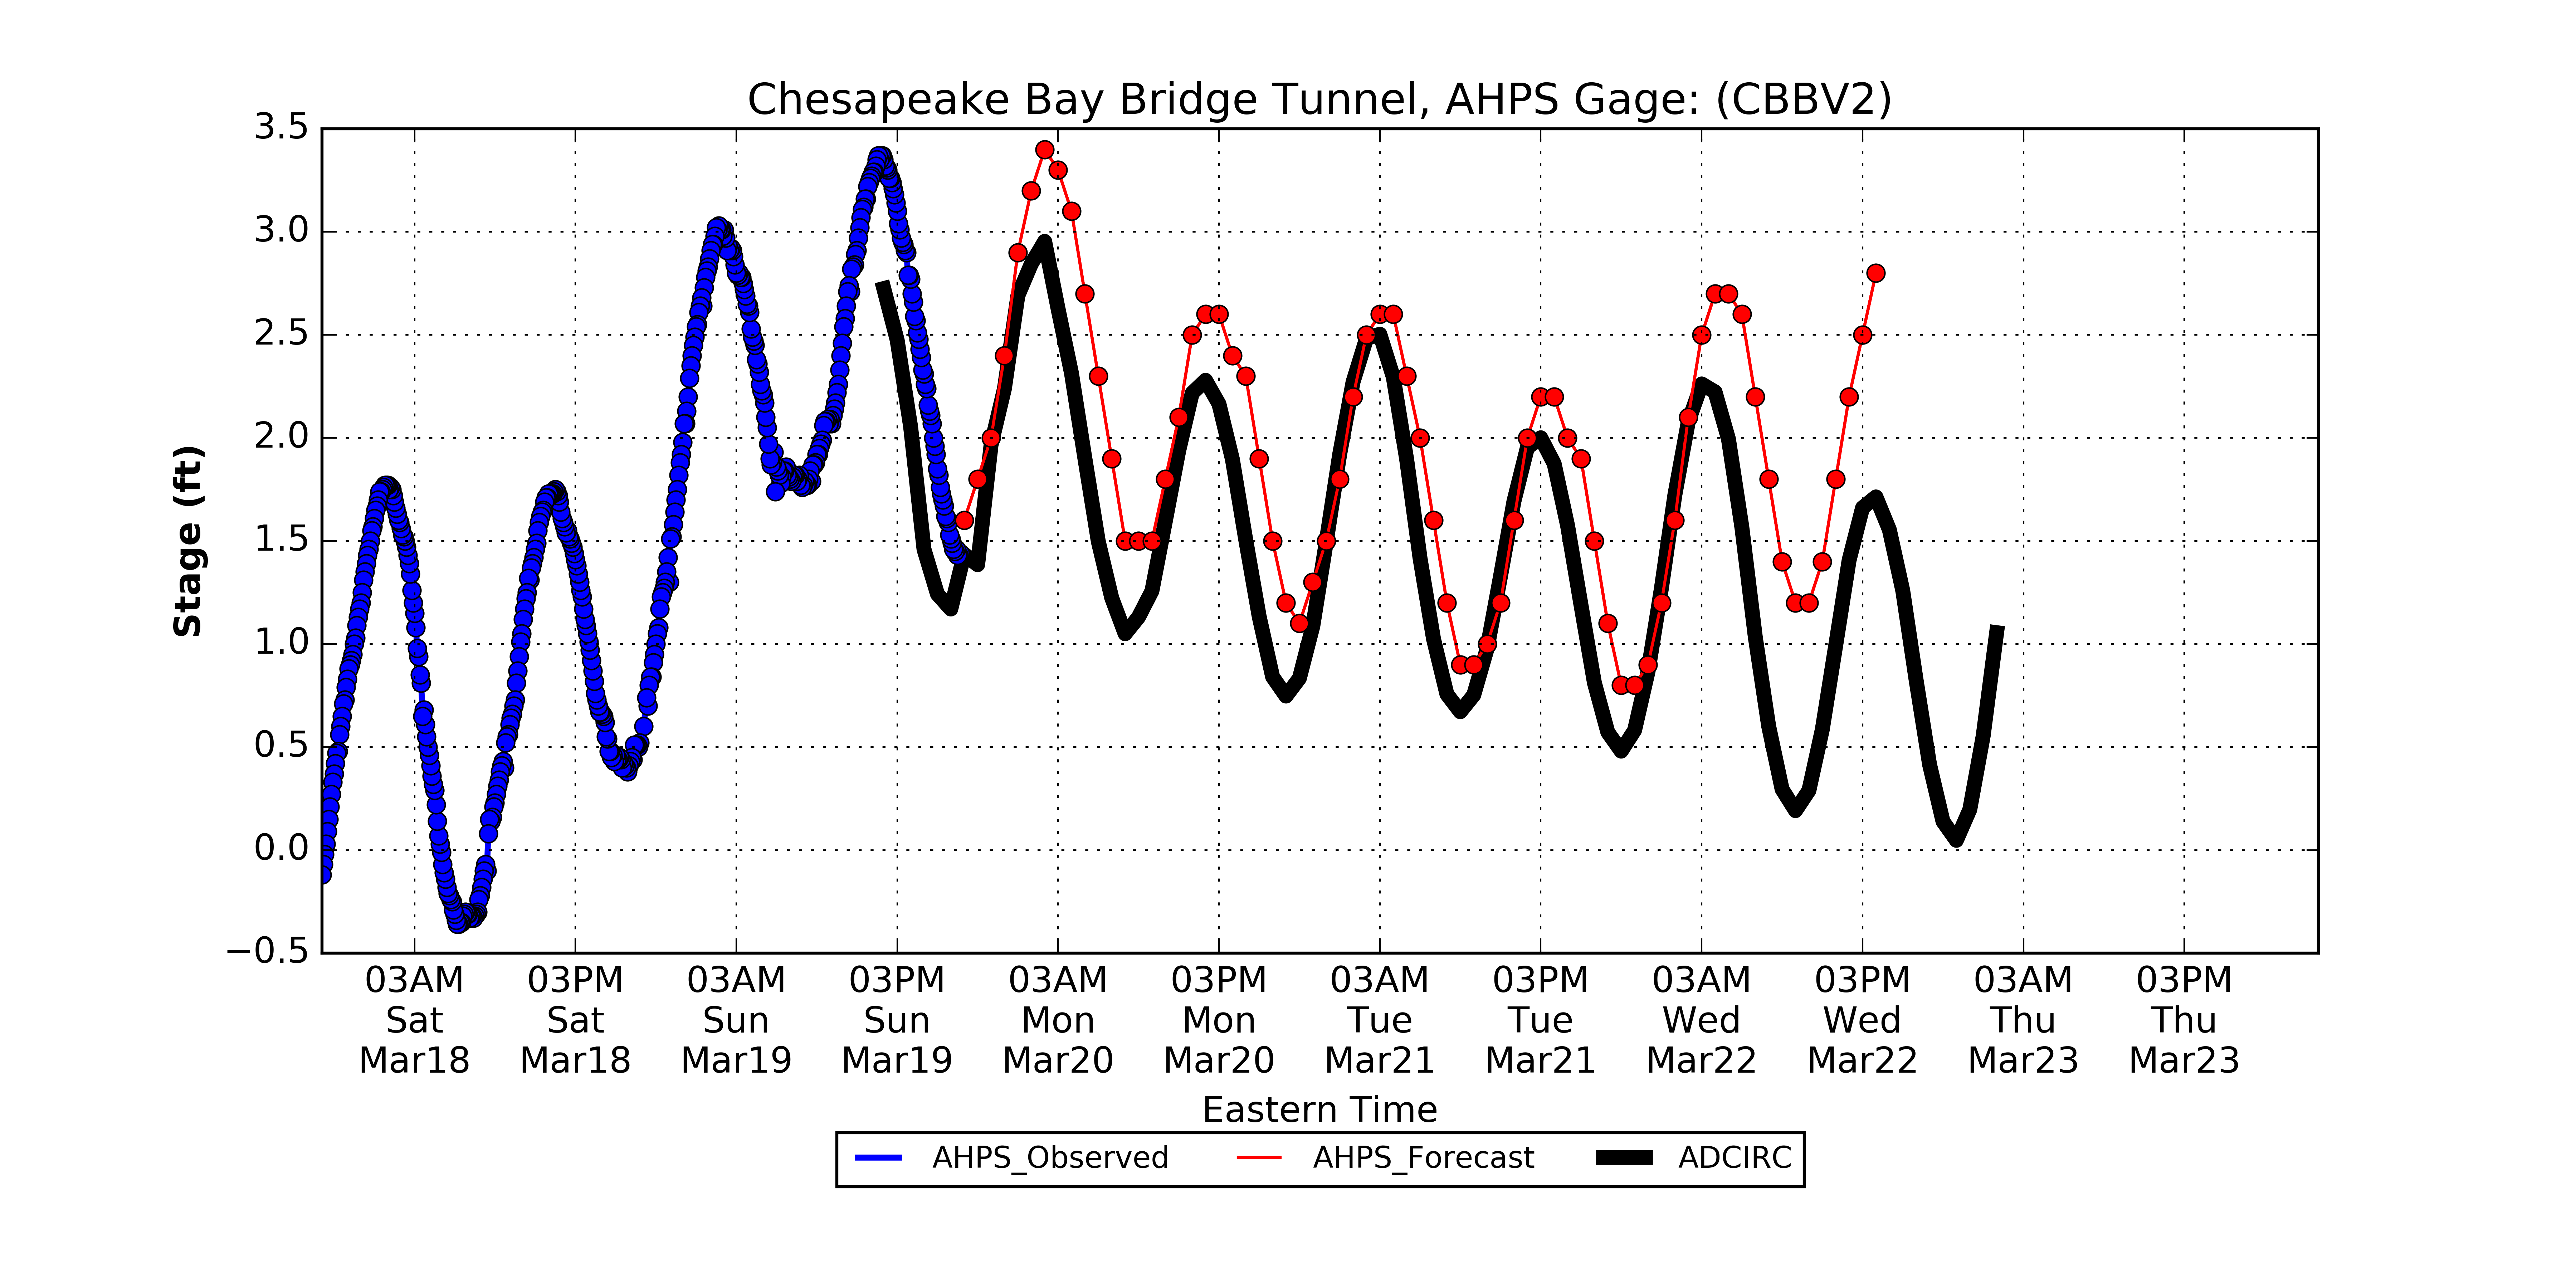 Chesapeake Bay Bridge Tunnel, AHPS Gage: (CBBV2)
3.5
3.0
2.5
2.0
1.5
1.0
0.5
0.0
−0.5
Stage (ft)
03AM 03PM 03AM 03PM 03AM 03PM 03AM 03PM 03AM 03PM 03AM 03PM
Sat Sat Sun Sun Mon Mon Tue Tue Wed Wed Thu Thu
Mar18 Mar18 Mar19 Mar19 Mar20 Mar20 Mar21 Mar21 Mar22 Mar22 Mar23 Mar23
Eastern Time
AHPS_Observed AHPS_Forecast ADCIRC